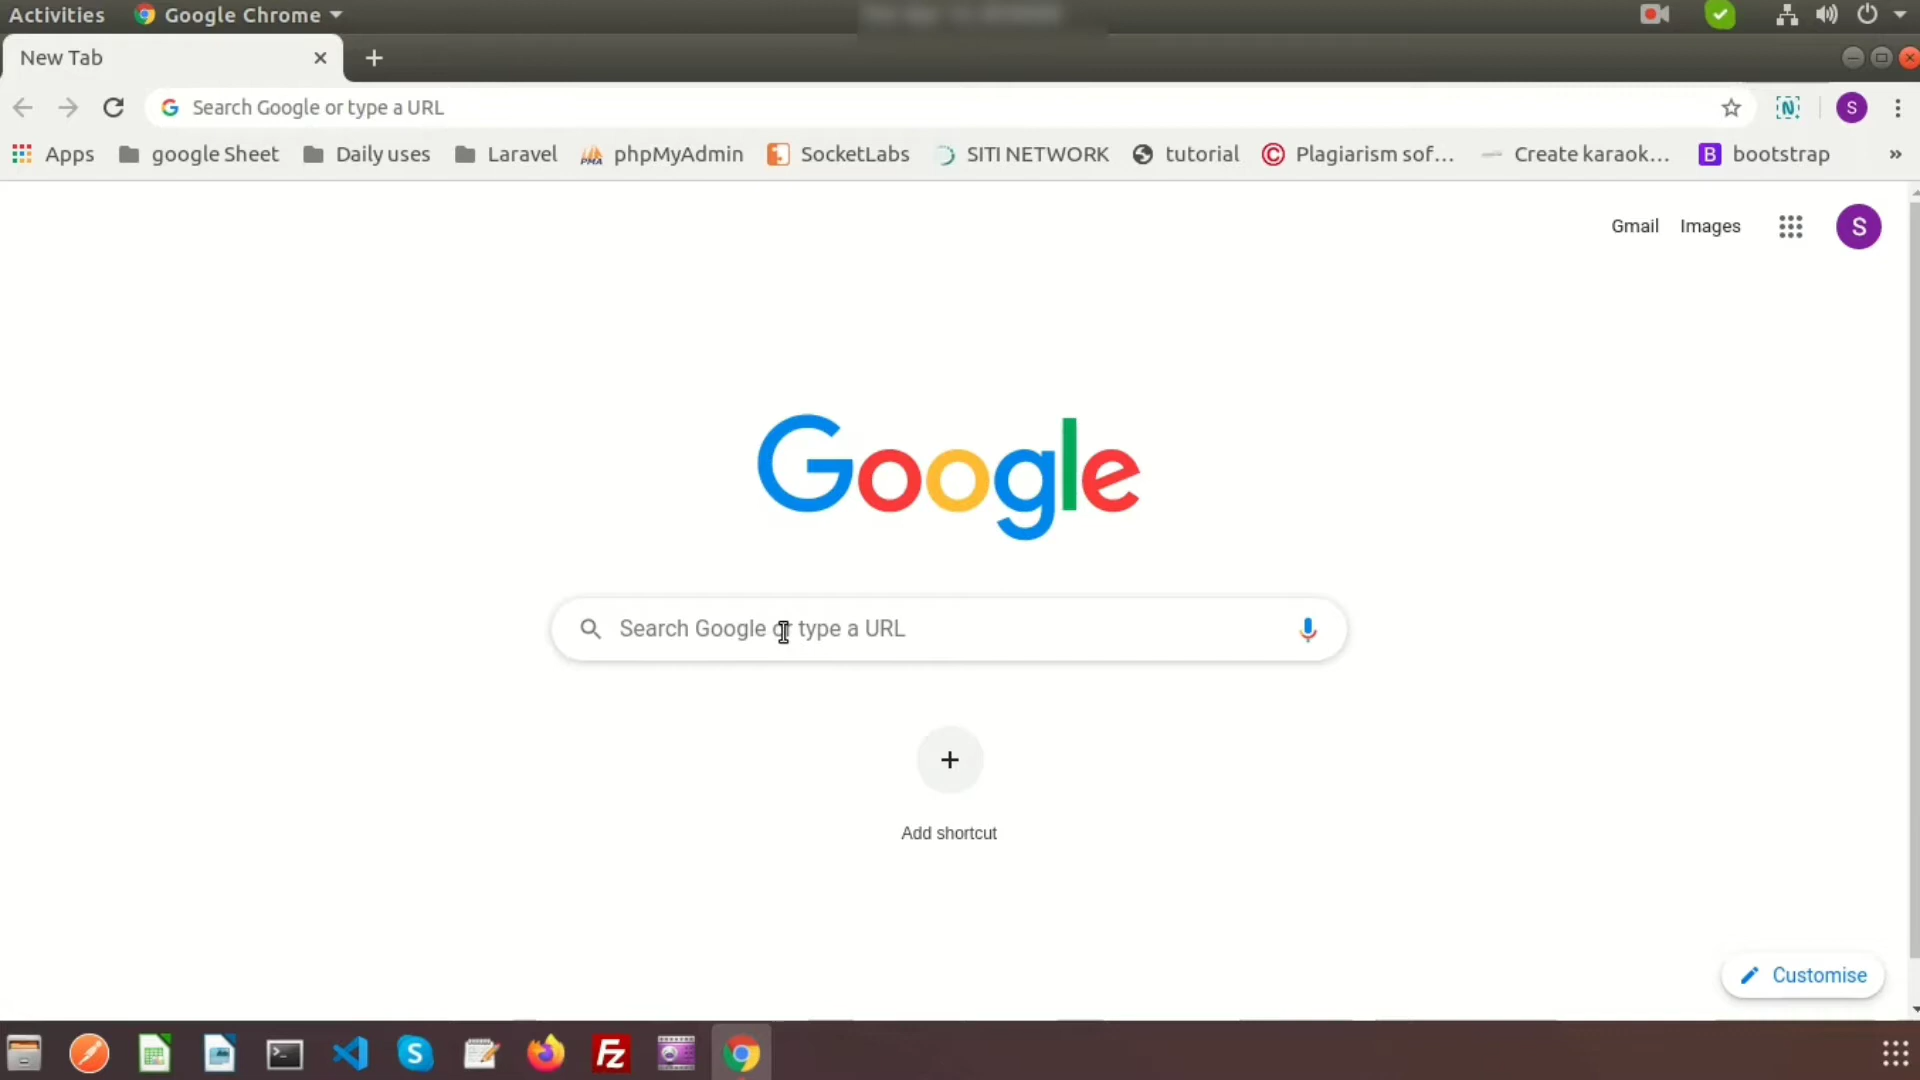 Activities Google Chrome
New Tab
Search Google or type a URL S
Apps google Sheet Daily uses Laravel PMA phpMyAdmin SocketLabs SITI NETWORK tutorial Plagiarism sof... Create karaok... B bootstrap »
Gmail Images S
Google
Search Google or type a URL
Add shortcut
Customise